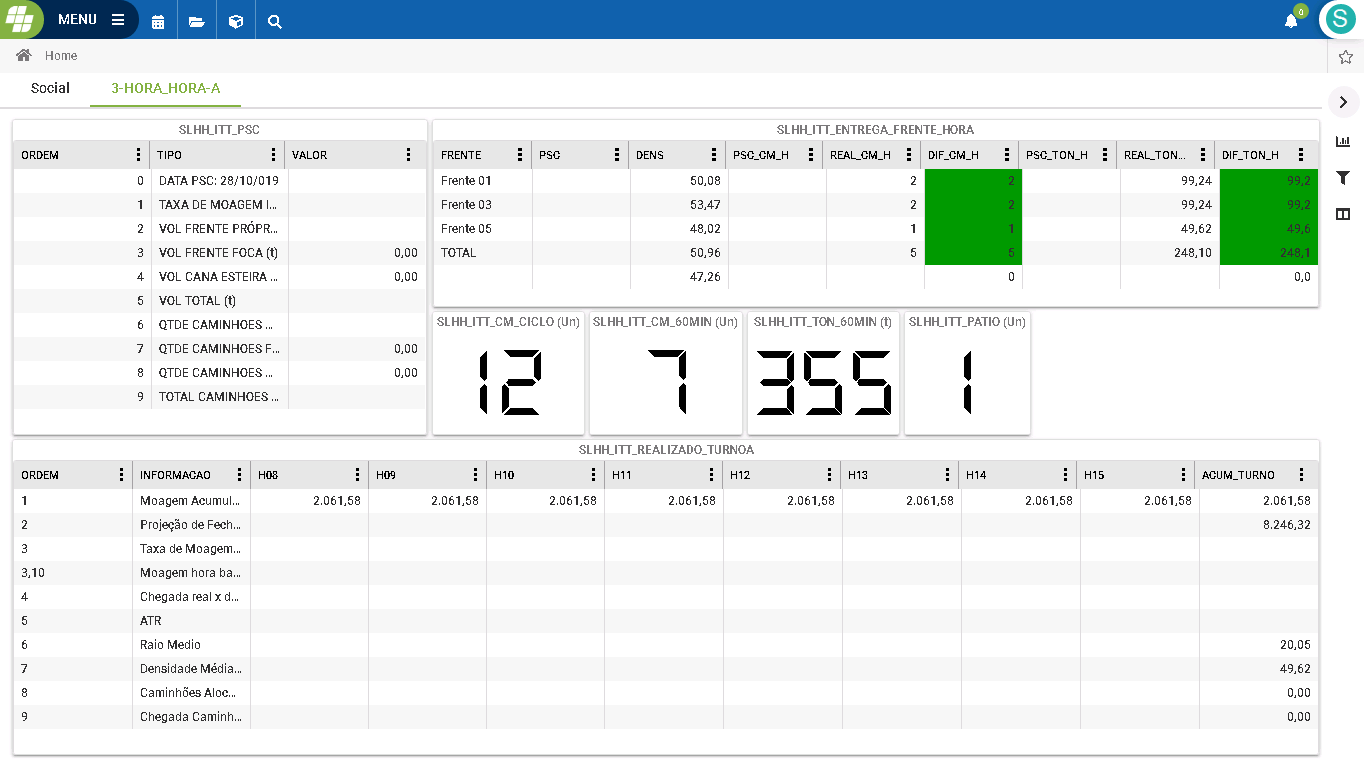 MENU
0
S
Home
Social 3-HORA_HORA-A
SLHH_ITT_PSC
ORDEM TIPO VALOR
0 DATA PSC: 28/10/019
1 TAXA DE MOAGEM I...
2 VOL FRENTE PRÓPR...
3 VOL FRENTE FOCA (t) 0,00
4 VOL CANA ESTEIRA ... 0,00
5 VOL TOTAL (t)
6 QTDE CAMINHOES ...
7 QTDE CAMINHOES F... 0,00
8 QTDE CAMINHOES ... 0,00
9 TOTAL CAMINHOES ...
SLHH_ITT_ENTREGA_FRENTE_HORA
FRENTE PSC DENS PSC_CM_H REAL_CM_H DIF_CM_H PSC_TON_H REAL_TON... DIF_TON_H
Frente 01 50,08 2 2 99,24 99,2
Frente 03 53,47 2 2 99,24 99,2
Frente 05 48,02 1 1 49,62 49,6
TOTAL 50,96 5 5 248,10 248,1
47,26 0 0,0
SLHH_ITT_CM_CICLO (Un) SLHH_ITT_CM_60MIN (Un) SLHH_ITT_TON_60MIN (t) SLHH_ITT_PATIO (Un)
12 7 355 1
SLHH_ITT_REALIZADO_TURNOA
ORDEM INFORMACAO H08 H09 H10 H11 H12 H13 H14 H15 ACUM_TURNO
1 Moagem Acumul... 2.061,58 2.061,58 2.061,58 2.061,58 2.061,58 2.061,58 2.061,58 2.061,58 2.061,58
2 Projeção de Fech... 8.246,32
3 Taxa de Moagem...
3,10 Moagem hora ba...
4 Chegada real x d...
5 ATR
6 Raio Medio 20,05
7 Densidade Média... 49,62
8 Caminhões Aloc... 0,00
9 Chegada Caminh... 0,00